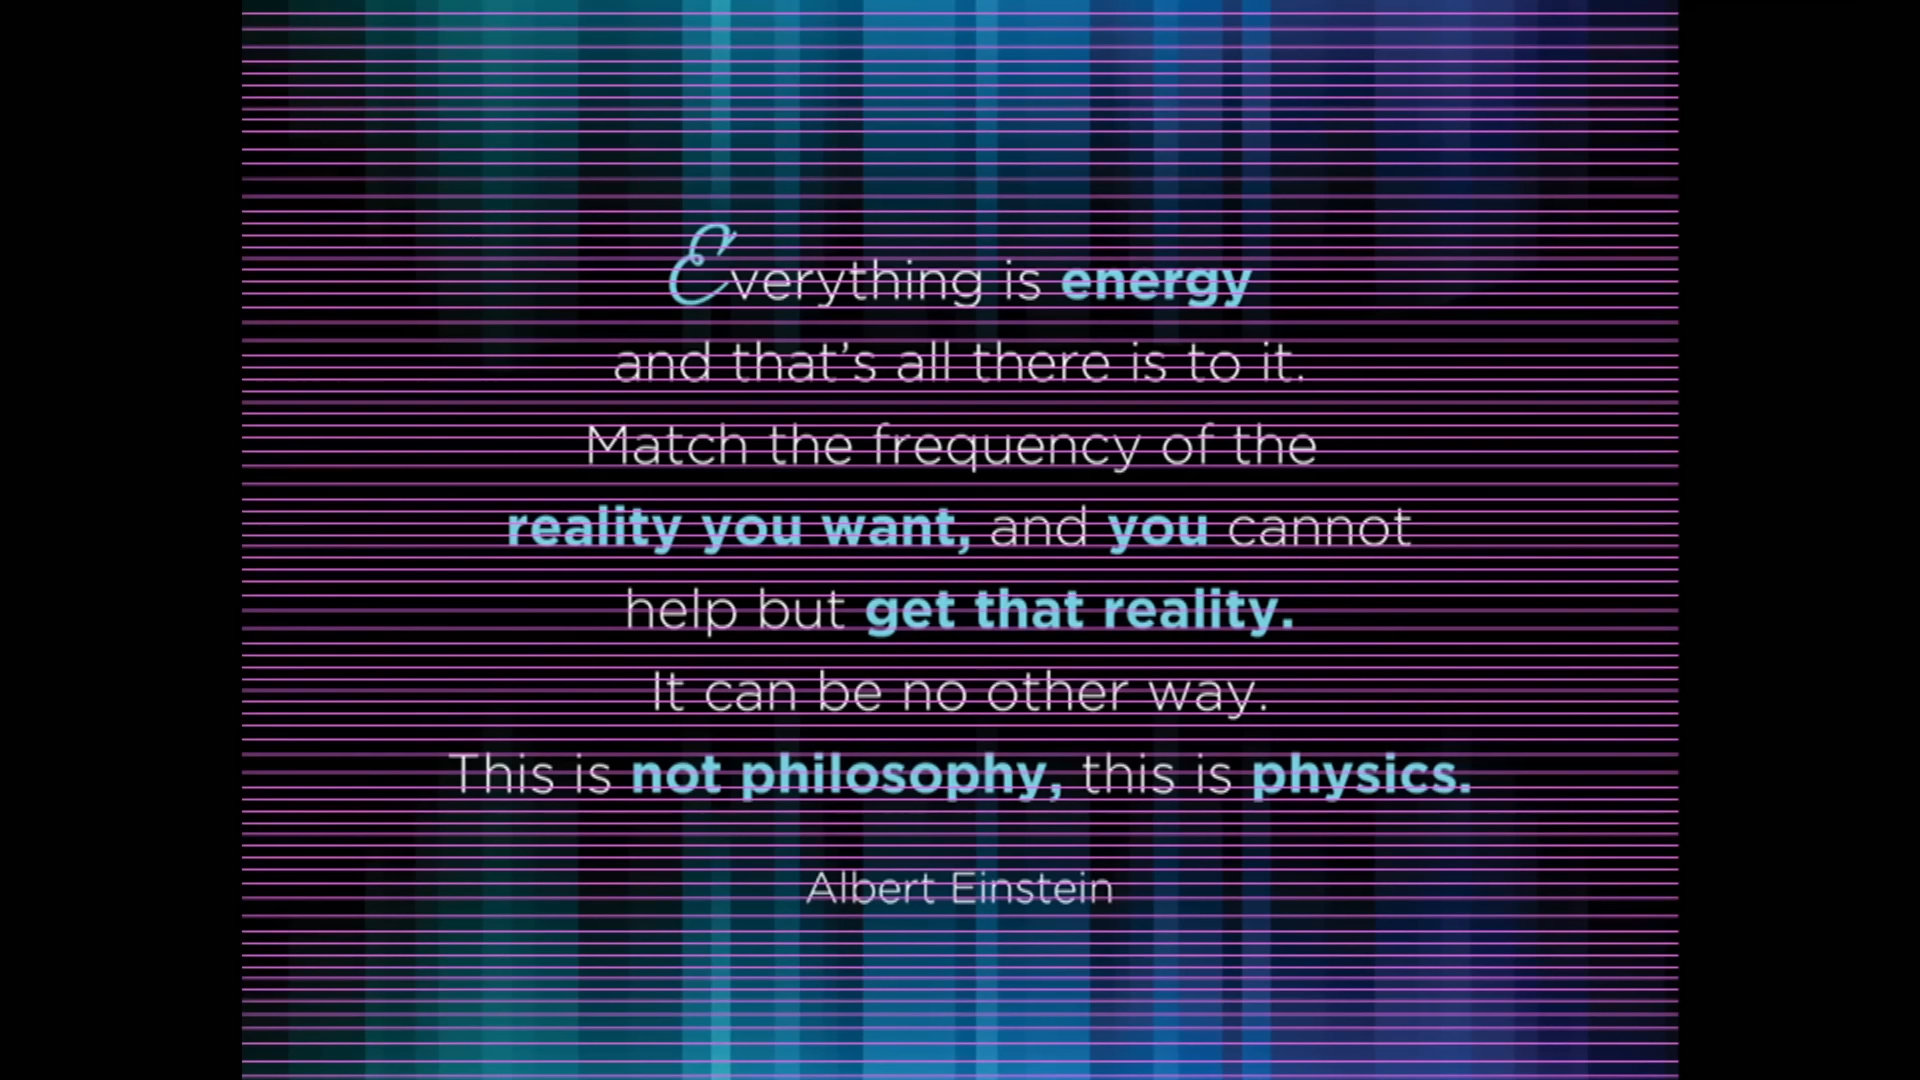 Everything is energy
and that's all there is to it.
Match the frequency of the
reality you want, and you cannot
help but get that reality.
It can be no other way.
This is not philosophy, this is physics.
Albert Einstein